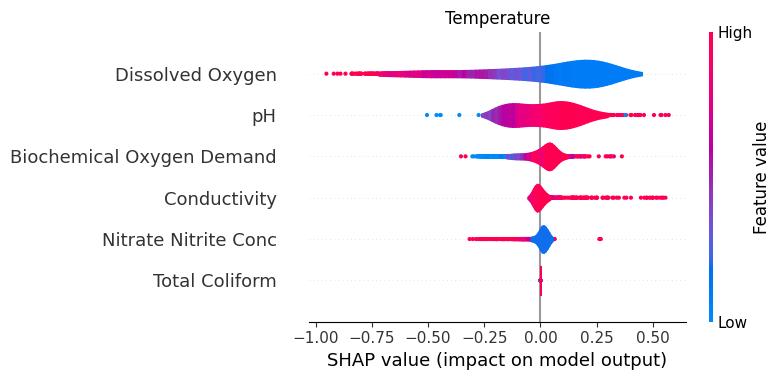 Temperature
High
Dissolved Oxygen
pH
Biochemical Oxygen Demand
Conductivity
Nitrate Nitrite Conc
Total Coliform
Feature value
Low
−1.00 −0.75 −0.50 −0.25 0.00 0.25 0.50
SHAP value (impact on model output)